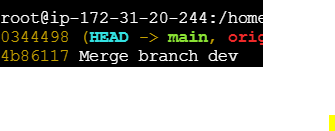 root@ip-172-31-20-244:/home
0344498 (HEAD -> main, orig
4b86117 Merge branch dev